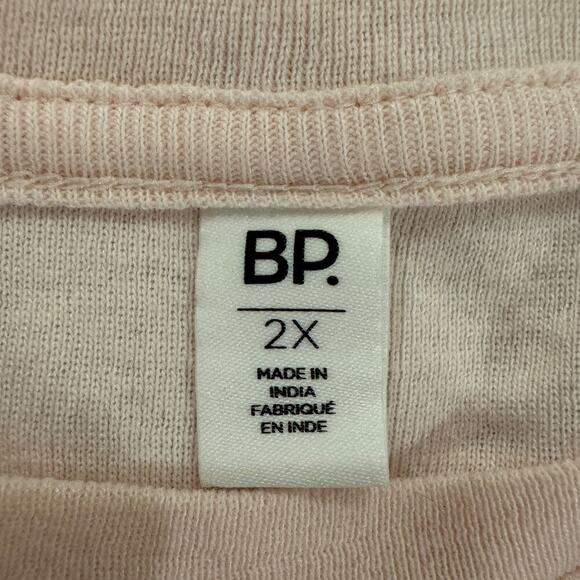 BP.
2X
MADE IN
INDIA
FABRIQUÉ
EN INDE